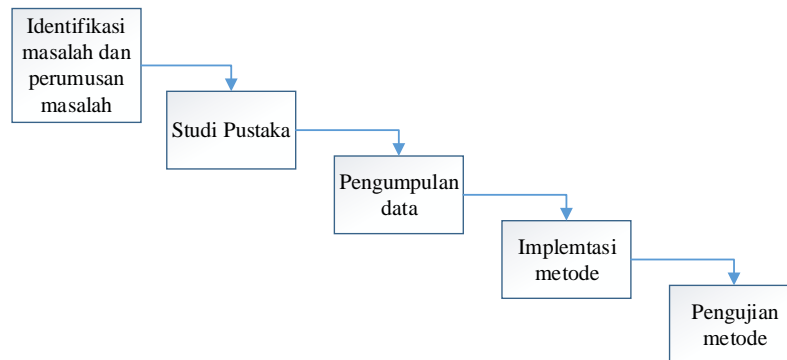 Identifikasi
masalah dan
perumusan
masalah
Studi Pustaka
Pengumpulan
data
Implemtasi
metode
Pengujian
metode